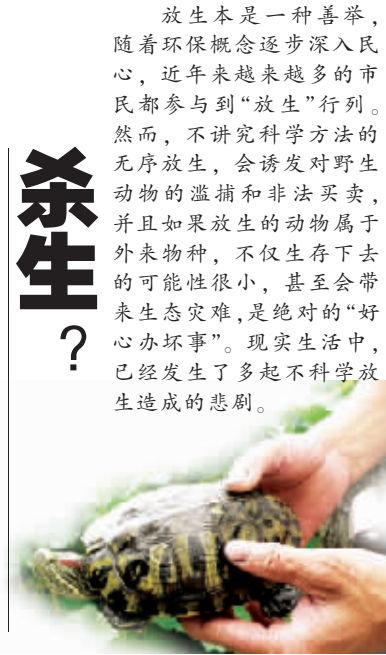 杀生
?
放生本是一种善举，
随着环保概念逐步深入民
心，近年来越来越多的市
民都参与到“放生”行列。
然而，不讲究科学方法的
无序放生，会诱发对野生
动物的滥捕和非法买卖，
并且如果放生的动物属于
外来物种，不仅生存下去
的可能性很小，甚至会带
来生态灾难，是绝对的“好
心办坏事”。现实生活中，
已经发生了多起不科学放
生造成的悲剧。